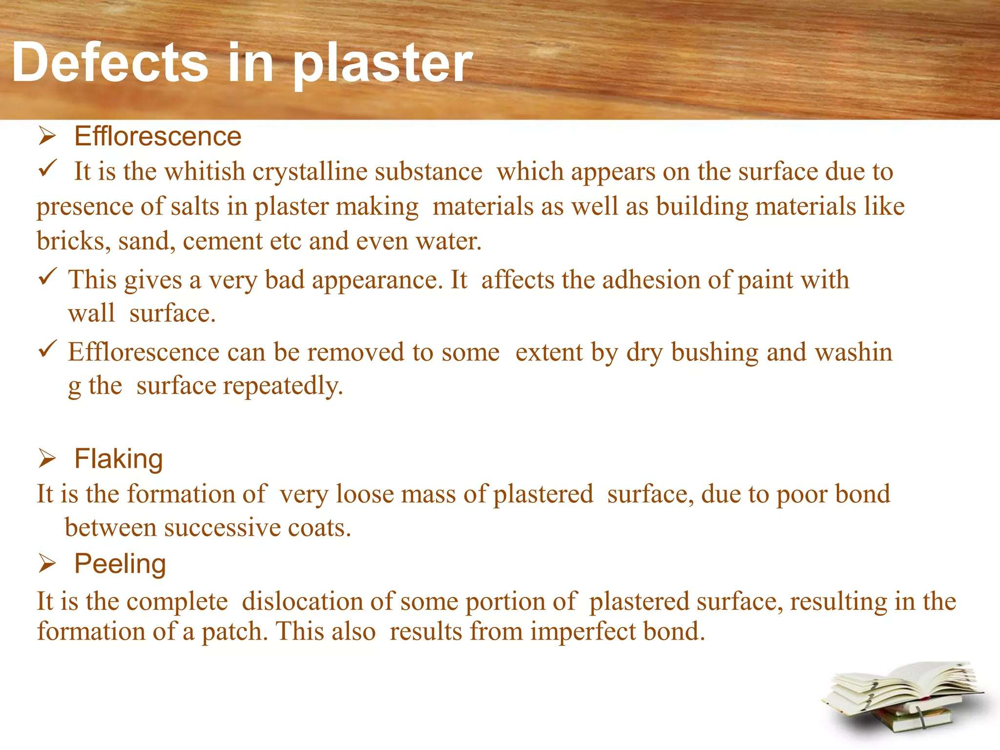 Defects in plaster
➢ Efflorescence
✓ It is the whitish crystalline substance which appears on the surface due to
presence of salts in plaster making materials as well as building materials like
bricks, sand, cement etc and even water.
✓ This gives a very bad appearance. It affects the adhesion of paint with
wall surface.
✓ Efflorescence can be removed to some extent by dry bushing and washin
g the surface repeatedly.
➢ Flaking
It is the formation of very loose mass of plastered surface, due to poor bond
between successive coats.
➢ Peeling
It is the complete dislocation of some portion of plastered surface, resulting in the
formation of a patch. This also results from imperfect bond.